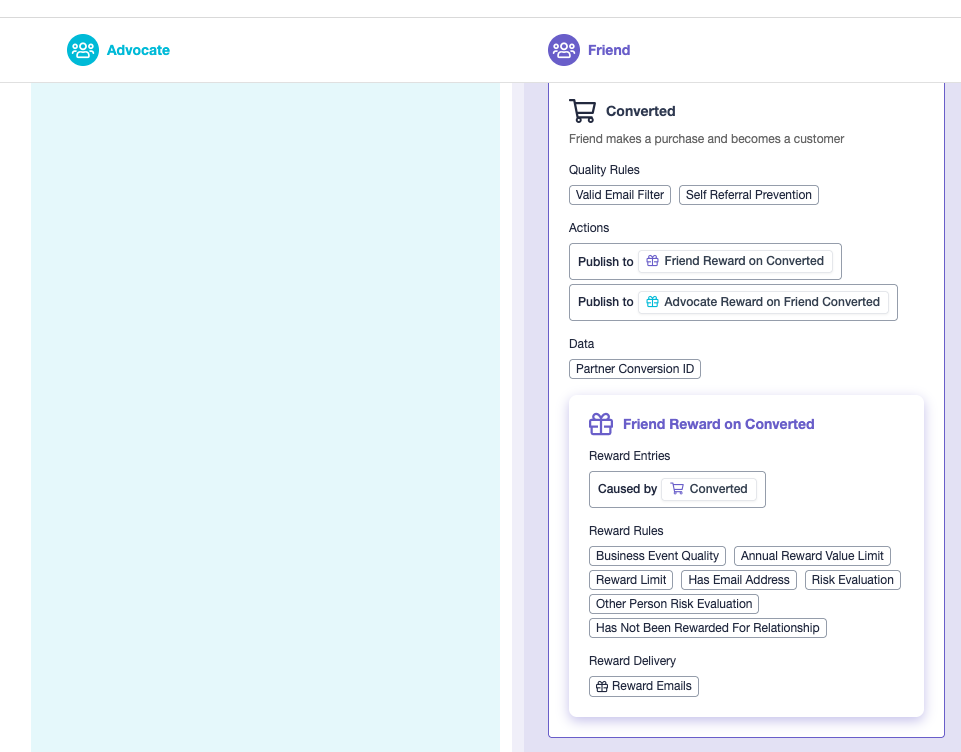 Advocate
Friend
Converted
Friend makes a purchase and becomes a customer
Quality Rules
Valid Email Filter
Self Referral Prevention
Actions
Publish to Friend Reward on Converted
Publish to Advocate Reward on Friend Converted
Data
Partner Conversion ID
Friend Reward on Converted
Reward Entries
Caused by Converted
Reward Rules
Business Event Quality
Annual Reward Value Limit
Reward Limit
Has Email Address
Risk Evaluation
Other Person Risk Evaluation
Has Not Been Rewarded For Relationship
Reward Delivery
Reward Emails